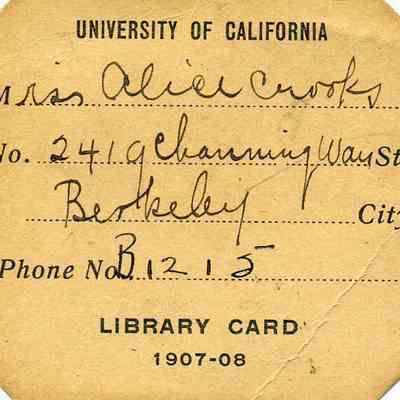 UNIVERSITY OF CALIFORNIA
Miss Alice Crooks
No. 2419 Channing Way St
Berkeley City
Phone No. B1215
LIBRARY CARD
1907-08